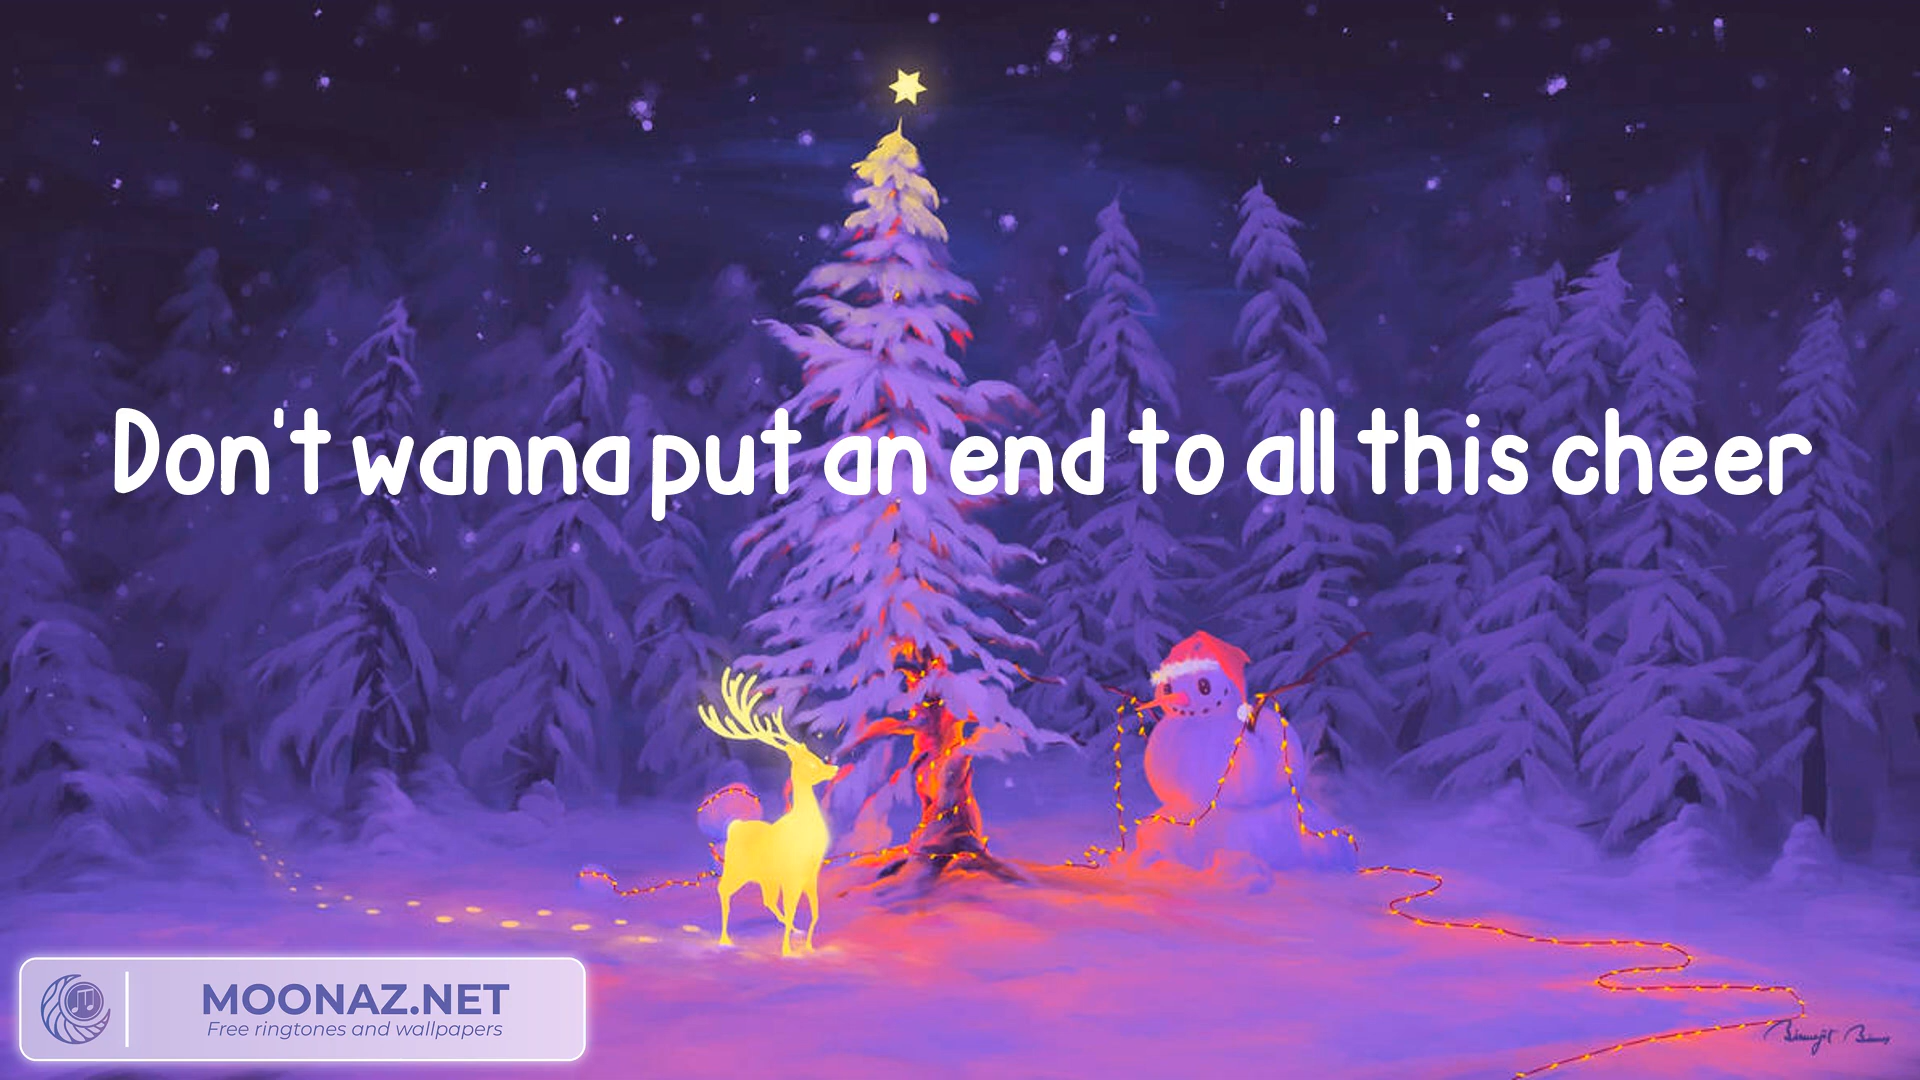 Don't wanna put an end to all this cheer
MOONAZ.NET
Free ringtones and wallpapers